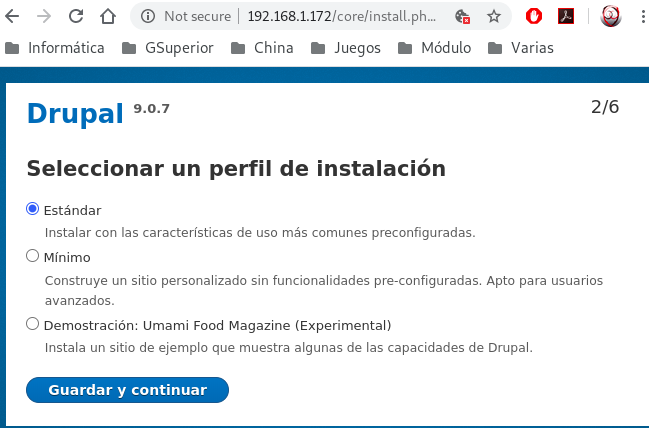 Not secure | 192.168.1.172/core/install.ph...
Informática GSuperior China Juegos Módulo Varias
Drupal 9.0.7 2/6
Seleccionar un perfil de instalación
Estándar
Instalar con las características de uso más comunes preconfiguradas.
Mínimo
Construye un sitio personalizado sin funcionalidades pre-configuradas. Apto para usuarios
avanzados.
Demostración: Umami Food Magazine (Experimental)
Instala un sitio de ejemplo que muestra algunas de las capacidades de Drupal.
Guardar y continuar